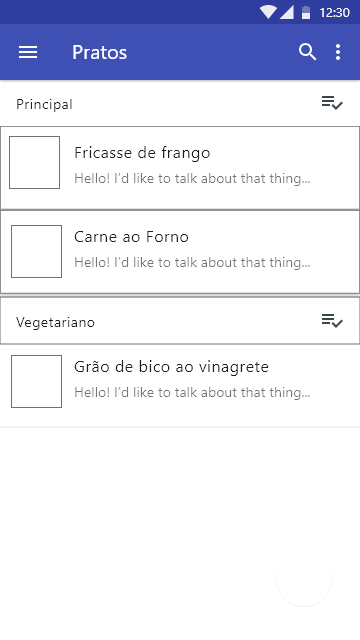 12:30
Pratos
Principal
Fricasse de frango
Hello! I'd like to talk about that thing...
Carne ao Forno
Hello! I'd like to talk about that thing...
Vegetariano
Grão de bico ao vinagrete
Hello! I'd like to talk about that thing...